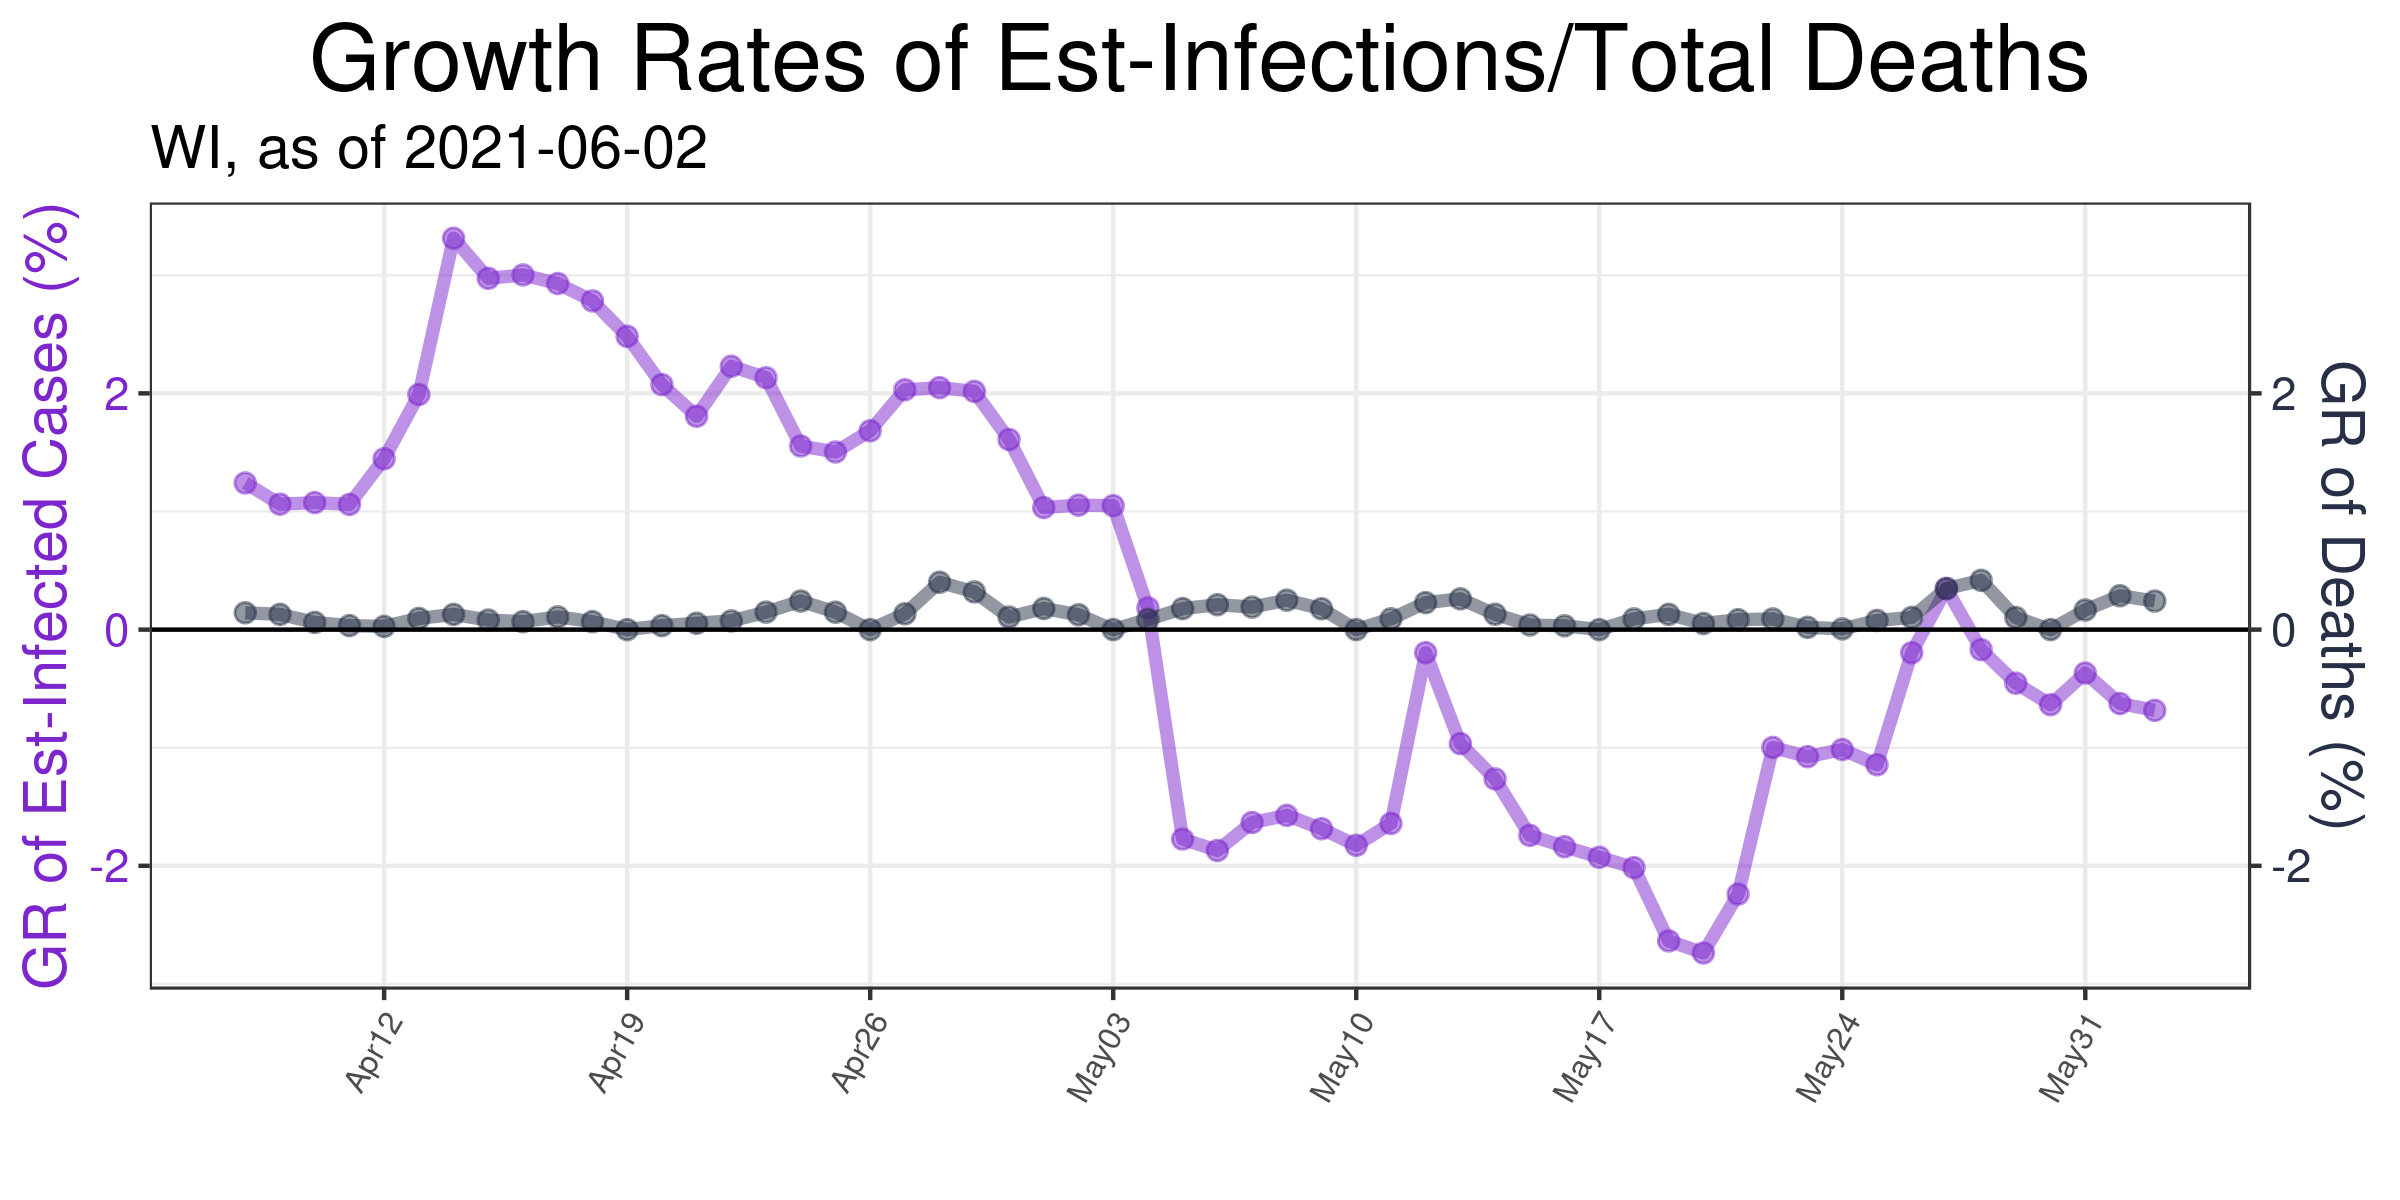 Growth Rates of Est-Infections/Total Deaths
WI, as of 2021-06-02
GR of Est-Infected Cases (%)
2
0
-2
2
0
-2
GR of Deaths (%)
Apr12
Apr19
Apr26
May03
May10
May17
May24
May31